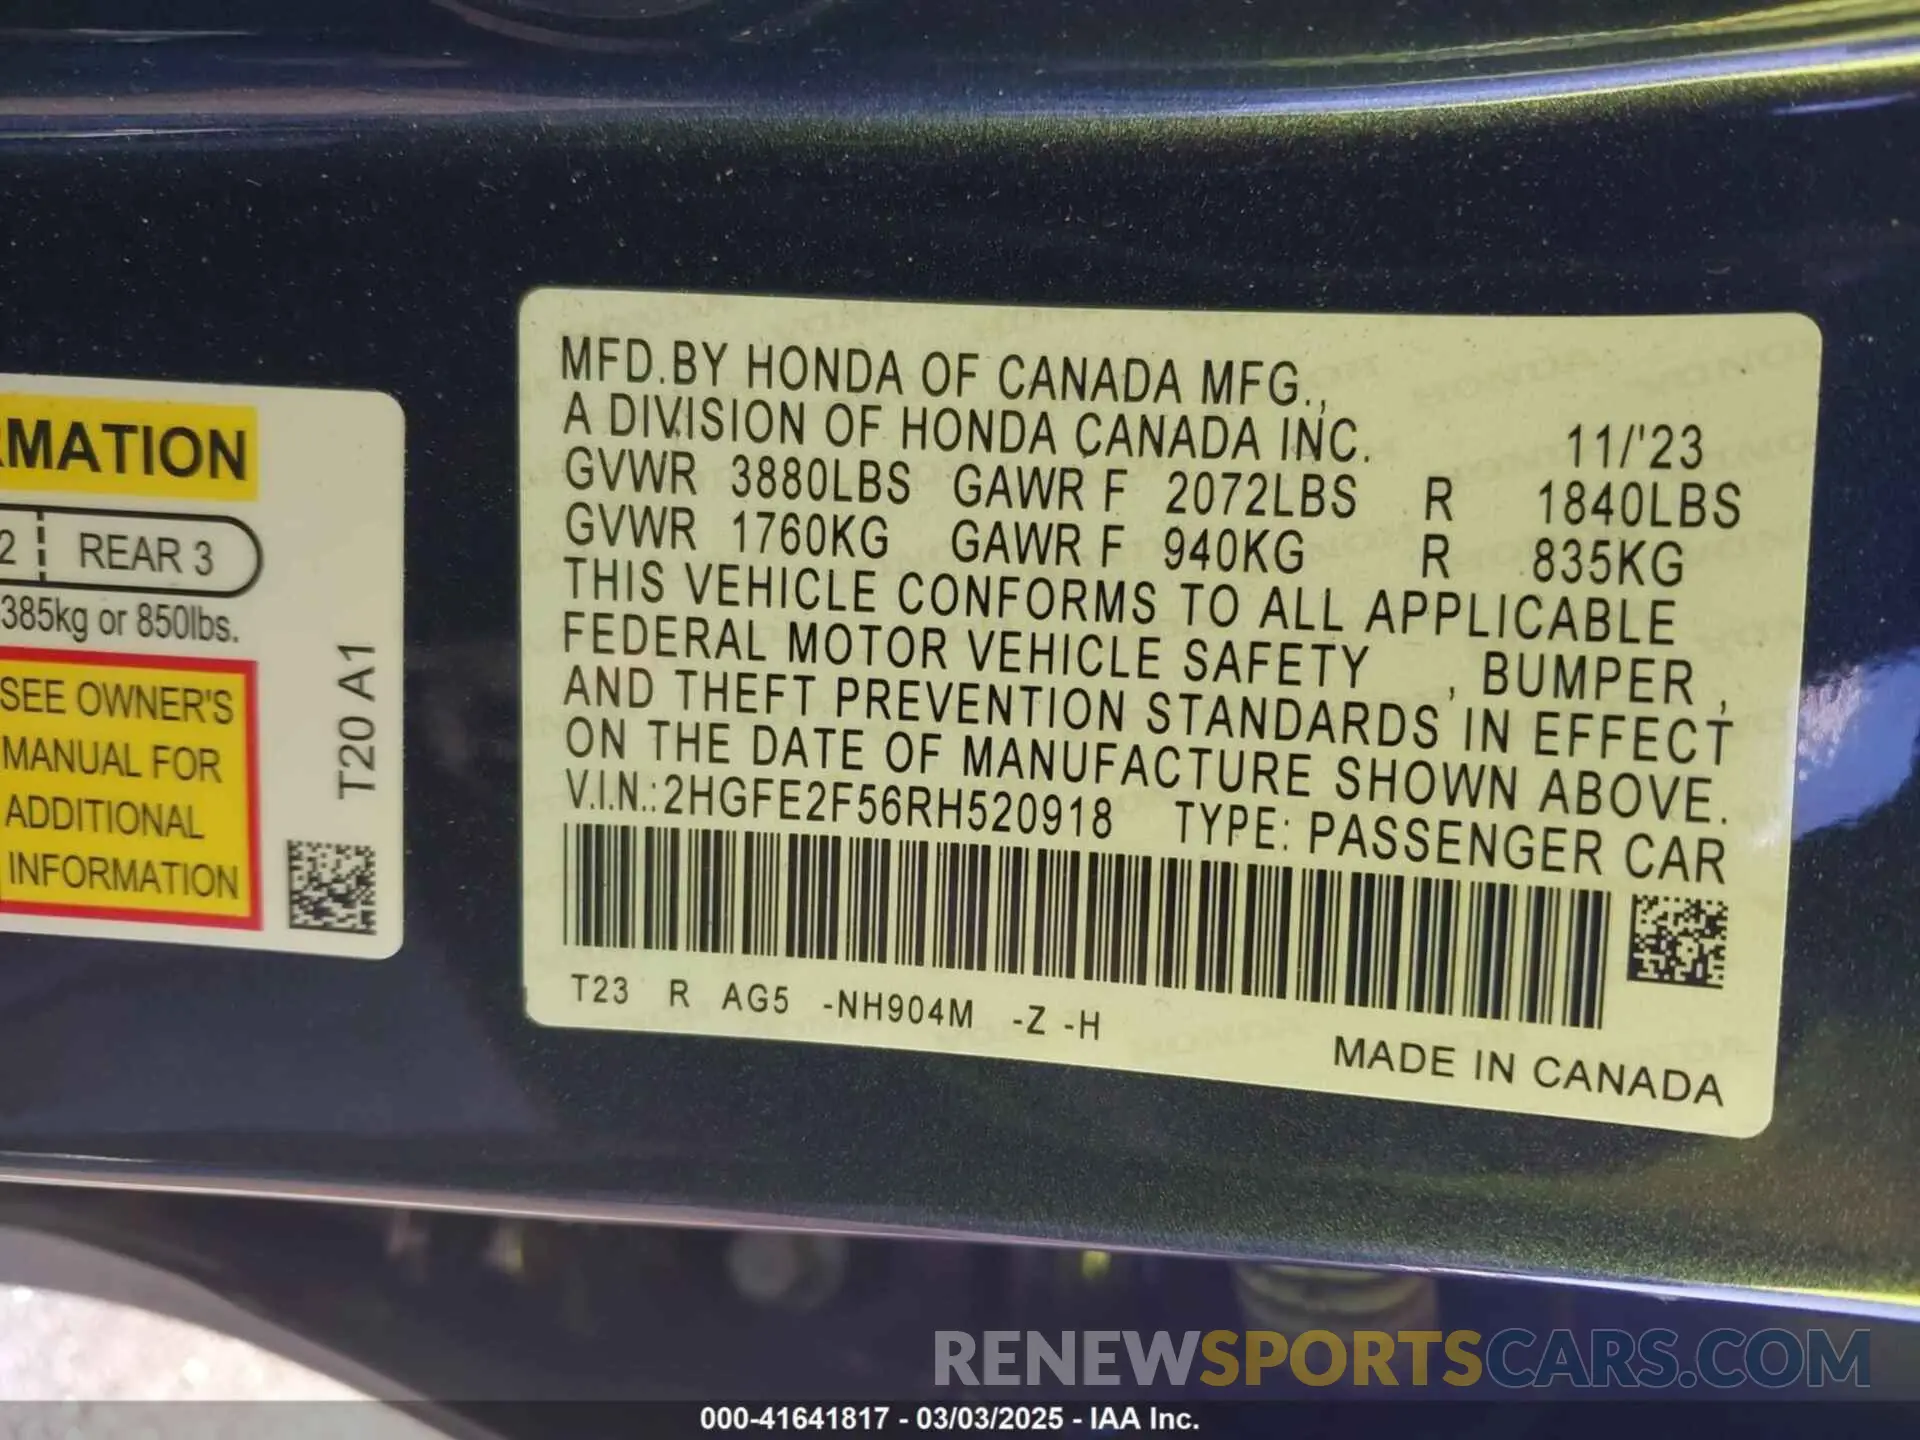 RMATION
2 REAR 3
385kg or 850lbs.
SEE OWNER'S
MANUAL FOR
ADDITIONAL
INFORMATION
T20 A1
MFD.BY HONDA OF CANADA MFG.,
A DIVISION OF HONDA CANADA INC. 11/'23
GVWR 3880LBS GAWR F 2072LBS R 1840LBS
GVWR 1760KG GAWR F 940KG R 835KG
THIS VEHICLE CONFORMS TO ALL APPLICABLE
FEDERAL MOTOR VEHICLE SAFETY , BUMPER ,
AND THEFT PREVENTION STANDARDS IN EFFECT
ON THE DATE OF MANUFACTURE SHOWN ABOVE.
V.I.N.:2HGFE2F56RH520918 TYPE: PASSENGER CAR
T23 R AG5 -NH904M -Z -H
MADE IN CANADA
RENEWSPORTSCARS.COM
000-41641817 - 03/03/2025 - IAA Inc.